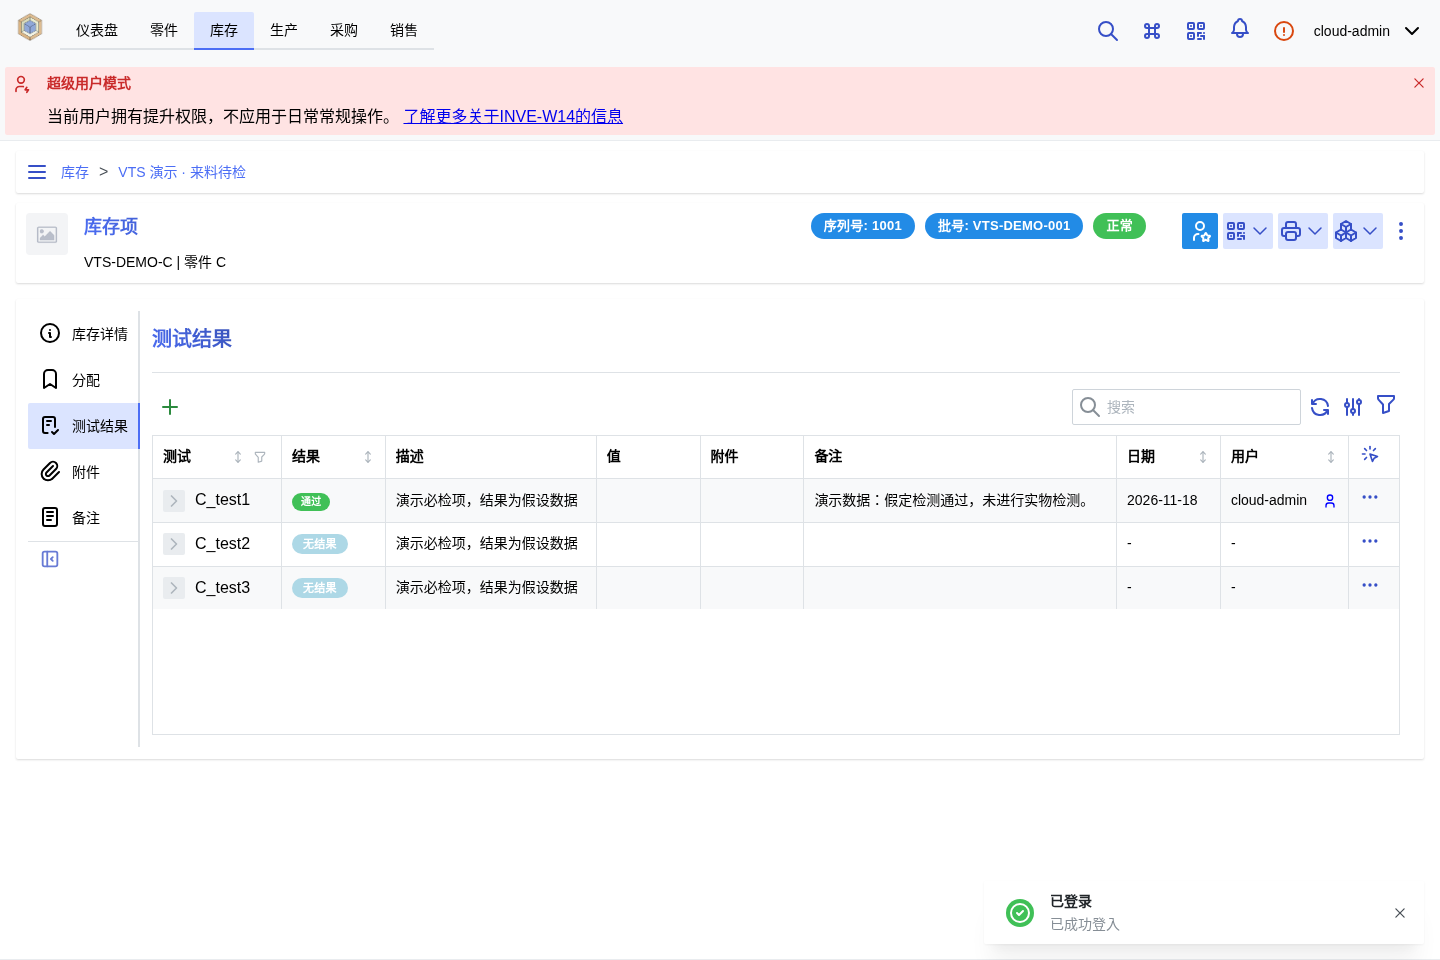 仪表盘 零件 库存 生产 采购 销售 cloud-admin
超级用户模式
当前用户拥有提升权限，不应用于日常常规操作。 了解更多关于INVE-W14的信息
库存 > VTS 演示 · 来料待检
库存项 序列号: 1001 批号: VTS-DEMO-001 正常
VTS-DEMO-C | 零件 C
库存详情
分配
测试结果
附件
备注
测试结果
搜索
测试 结果 描述 值 附件 备注 日期 用户
C_test1 通过 演示必检项，结果为假设数据 演示数据：假定检测通过，未进行实物检测。 2026-11-18 cloud-admin
C_test2 无结果 演示必检项，结果为假设数据 - -
C_test3 无结果 演示必检项，结果为假设数据 - -
已登录
已成功登入